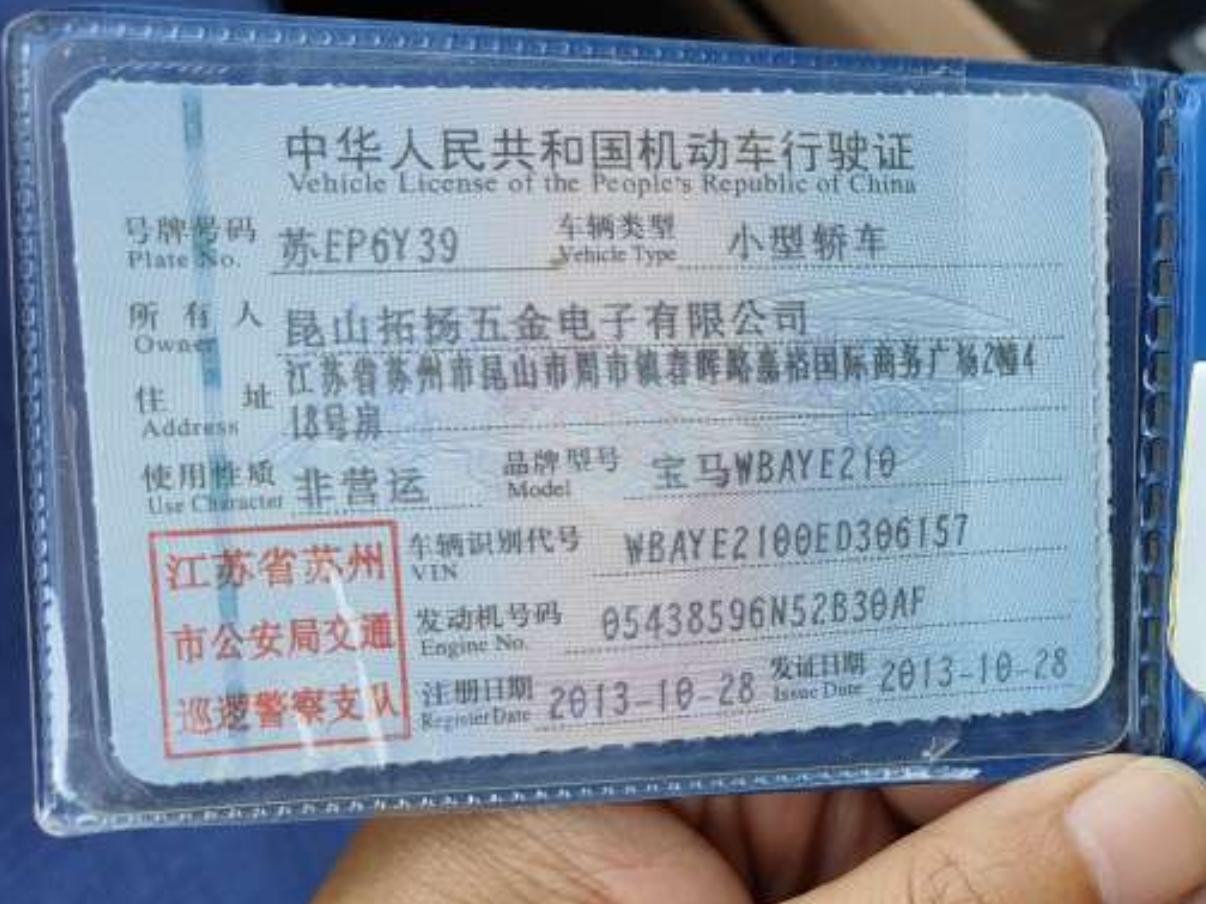 中华人民共和国机动车行驶证
Vehicle License of the People's Republic of China
号牌号码 苏EP6Y39 车辆类型 小型轿车
Plate No. Vehicle Type
所有人 昆山拓扬五金电子有限公司
Owner
住址 江苏省苏州市昆山市周市镇春晖路嘉裕国际商务广场2幢4
Address 18号房
使用性质 非营运 品牌型号 宝马WBAYE210
Use Character Model
江苏省苏州
市公安局交通
巡逻警察支队
车辆识别代号 WBAYE2100ED306157
VIN
发动机号码 05438596N52B30AF
Engine No.
注册日期 2013-10-28 发证日期 2013-10-28
Register Date Issue Date